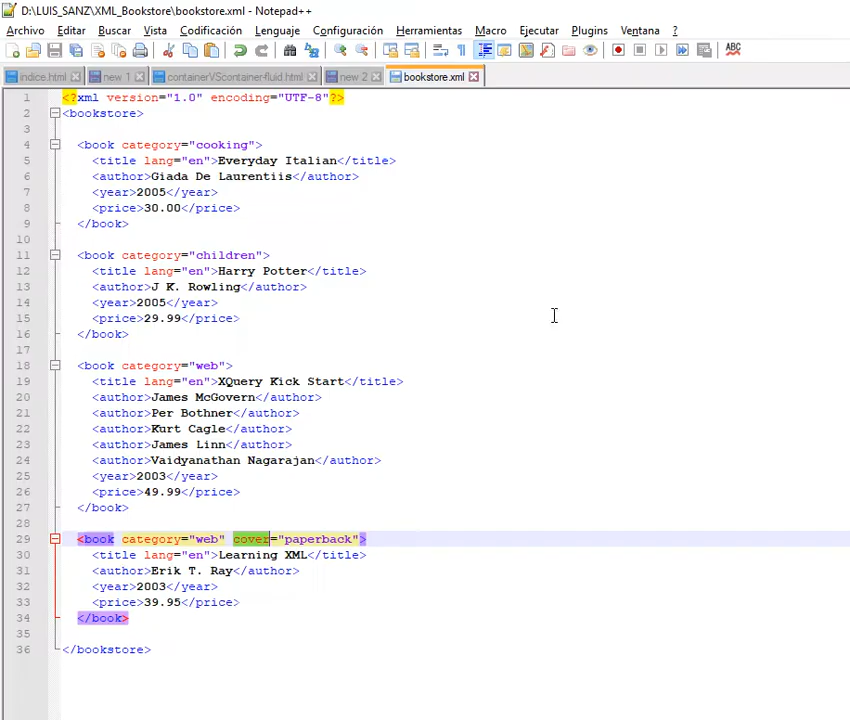 D:\LUIS_SANZ\XML_Bookstore\bookstore.xml - Notepad++
Archivo Editar Buscar Vista Codificación Lenguaje Configuración Herramientas Macro Ejecutar Plugins Ventana ?
ABC
indice.html new 1 containerVScontainer-fluid.html new 2 bookstore.xml
1 <?xml version="1.0" encoding="UTF-8"?>
2 <bookstore>
3
4 <book category="cooking">
5 <title lang="en">Everyday Italian</title>
6 <author>Giada De Laurentiis</author>
7 <year>2005</year>
8 <price>30.00</price>
9 </book>
10
11 <book category="children">
12 <title lang="en">Harry Potter</title>
13 <author>J K. Rowling</author>
14 <year>2005</year>
15 <price>29.99</price>
16 </book>
17
18 <book category="web">
19 <title lang="en">XQuery Kick Start</title>
20 <author>James McGovern</author>
21 <author>Per Bothner</author>
22 <author>Kurt Cagle</author>
23 <author>James Linn</author>
24 <author>Vaidyanathan Nagarajan</author>
25 <year>2003</year>
26 <price>49.99</price>
27 </book>
28
29 <book category="web" cover="paperback">
30 <title lang="en">Learning XML</title>
31 <author>Erik T. Ray</author>
32 <year>2003</year>
33 <price>39.95</price>
34 </book>
35
36 </bookstore>